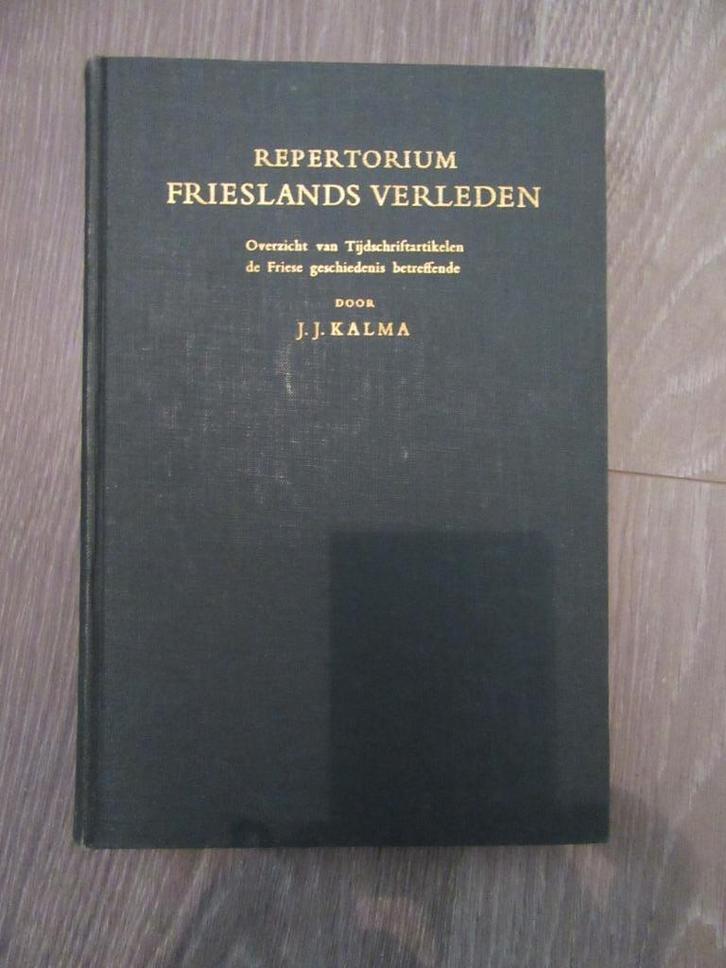 REPERTORIUM
FRIESLANDS VERLEDEN
Overzicht van Tijdschriftartikelen
de Friese geschiedenis betreffende
DOOR
J. J. KALMA